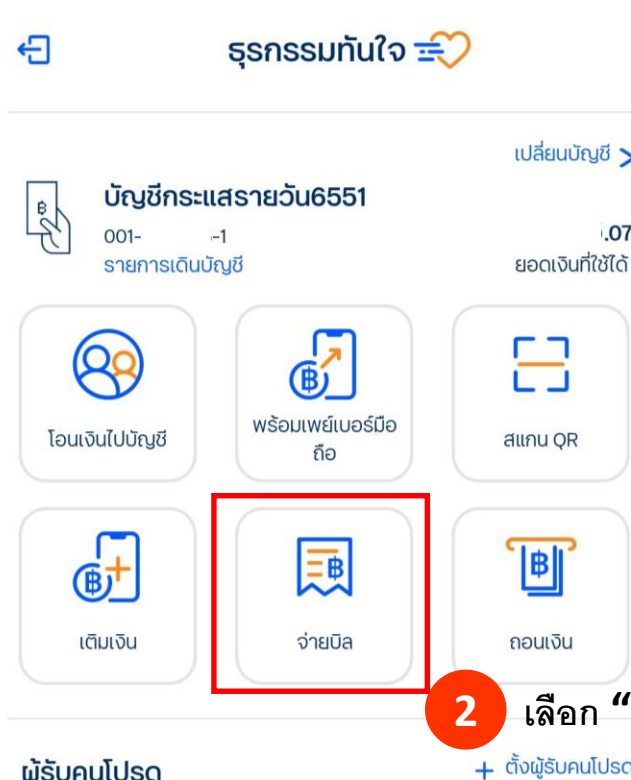 ธุรกรรมทันใจ
เปลี่ยนบัญชี
บัญชีกระแสรายวัน6551
001- -1
.07
รายการเดินบัญชี
ยอดเงินที่ใช้ได้
โอนเงินไปบัญชี
พร้อมเพย์เบอร์มือ
ถือ
สแกน QR
เติมเงิน
จ่ายบิล
ถอนเงิน
2 เลือก “
ผู้รับคนโปรด
+ ตั้งผู้รับคนโปรด